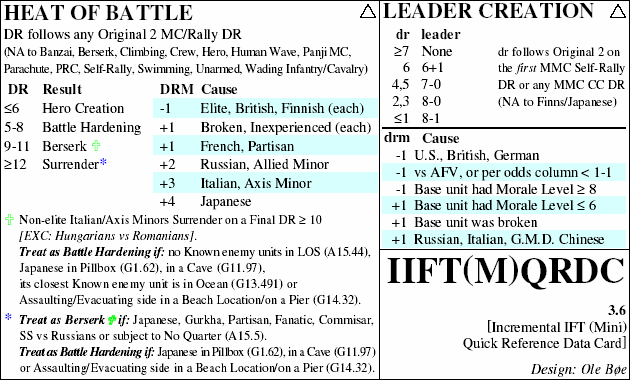 HEAT OF BATTLE △
DR follows any Original 2 MC/Rally DR
(NA to Banzai, Berserk, Climbing, Crew, Hero, Human Wave, Panji MC,
Parachute, PRC, Self-Rally, Swimming, Unarmed, Wading Infantry/Cavalry)
DR Result
≤6 Hero Creation
5-8 Battle Hardening
9-11 Berserk ✞
≥12 Surrender*
DRM Cause
-1 Elite, British, Finnish (each)
+1 Broken, Inexperienced (each)
+1 French, Partisan
+2 Russian, Allied Minor
+3 Italian, Axis Minor
+4 Japanese
✞ Non-elite Italian/Axis Minors Surrender on a Final DR ≥ 10
[EXC: Hungarians vs Romanians].
Treat as Battle Hardening if: no Known enemy units in LOS (A15.44),
Japanese in Pillbox (G1.62), in a Cave (G11.97),
its closest Known enemy unit is in Ocean (G13.491) or
Assaulting/Evacuating side in a Beach Location/on a Pier (G14.32).
* Treat as Berserk ✞ if: Japanese, Gurkha, Partisan, Fanatic, Commisar,
SS vs Russians or subject to No Quarter (A15.5).
Treat as Battle Hardening if: Japanese in Pillbox (G1.62), in a Cave (G11.97)
or Assaulting/Evacuating side in a Beach Location/on a Pier (G14.32).
LEADER CREATION △
dr leader
≥7 None
6 6+1
4,5 7-0
2,3 8-0
≤1 8-1
dr follows Original 2 on
the first MMC Self-Rally
DR or any MMC CC DR
(NA to Finns/Japanese)
drm Cause
-1 U.S., British, German
-1 vs AFV, or per odds column < 1-1
-1 Base unit had Morale Level ≥ 8
+1 Base unit had Morale Level ≤ 6
+1 Base unit was broken
+1 Russian, Italian, G.M.D. Chinese
IIFT(M)QRDC
3.6
[Incremental IFT (Mini)
Quick Reference Data Card]
Design: Ole Bøe